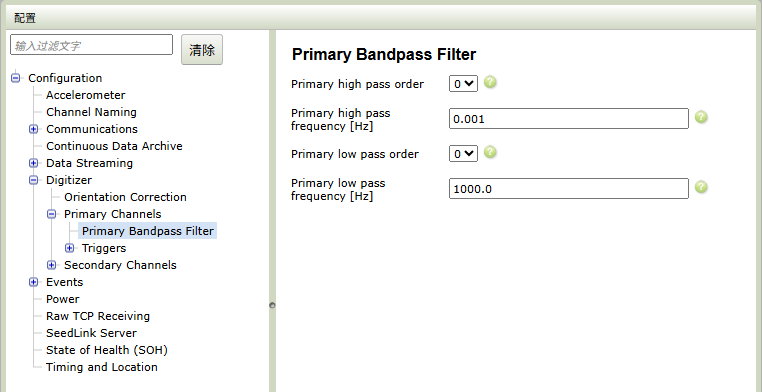 配置
输入过滤文字
清除
Configuration
Accelerometer
Channel Naming
Communications
Continuous Data Archive
Data Streaming
Digitizer
Orientation Correction
Primary Channels
Primary Bandpass Filter
Triggers
Secondary Channels
Events
Power
Raw TCP Receiving
SeedLink Server
State of Health (SOH)
Timing and Location
Primary Bandpass Filter
Primary high pass order
0
?
Primary high pass
frequency [Hz]
0.001
?
Primary low pass order
0
?
Primary low pass
frequency [Hz]
1000.0
?